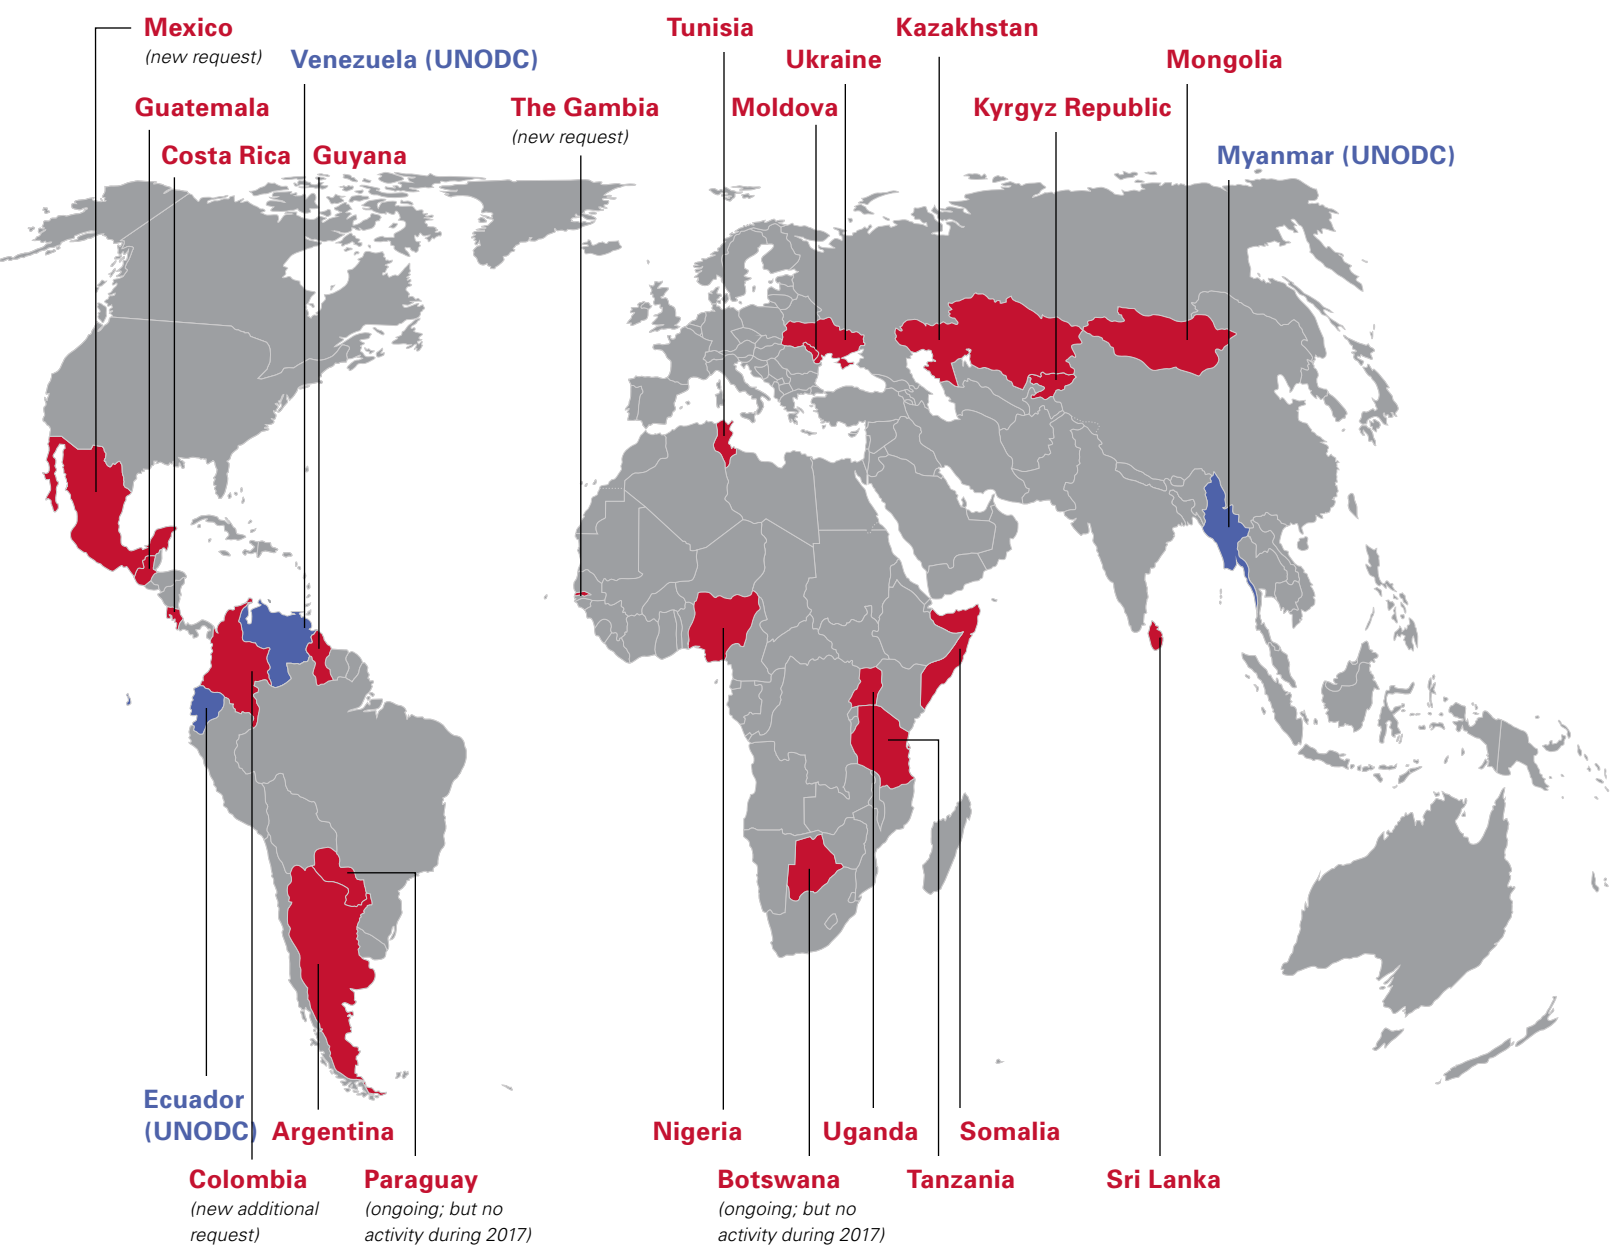 Mexico
(new request)
Venezuela (UNODC)
Guatemala
Costa Rica
Guyana
The Gambia
(new request)
Tunisia
Ukraine
Moldova
Kazakhstan
Kyrgyz Republic
Mongolia
Myanmar (UNODC)
Ecuador
(UNODC)
Argentina
Colombia
(new additional
request)
Paraguay
(ongoing; but no
activity during 2017)
Nigeria
Botswana
(ongoing; but no
activity during 2017)
Uganda
Tanzania
Somalia
Sri Lanka